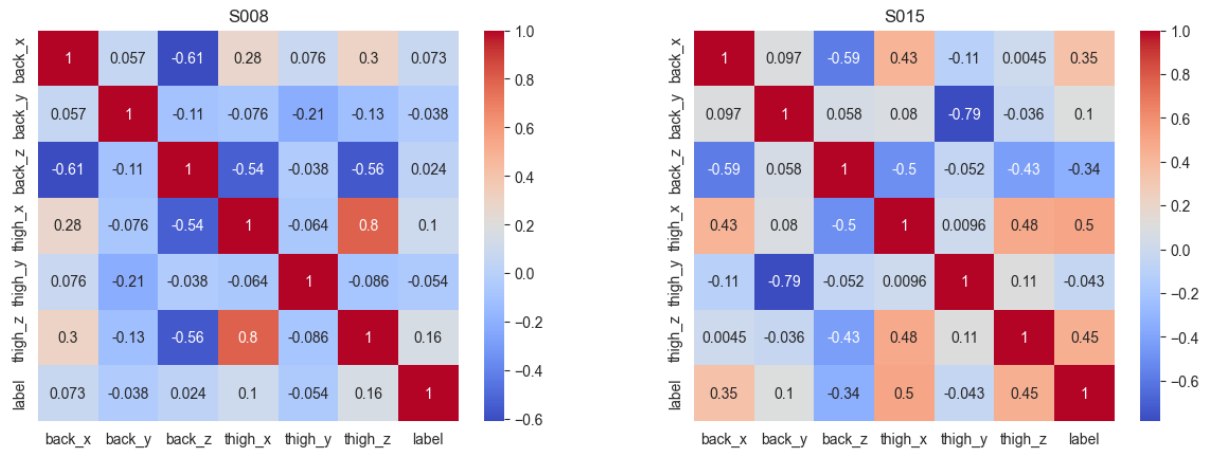 S008
back_x 1 0.057 -0.61 0.28 0.076 0.3 0.073
back_y 0.057 1 -0.11 -0.076 -0.21 -0.13 -0.038
back_z -0.61 -0.11 1 -0.54 -0.038 -0.56 0.024
thigh_x 0.28 -0.076 -0.54 1 -0.064 0.8 0.1
thigh_y 0.076 -0.21 -0.038 -0.064 1 -0.086 -0.054
thigh_z 0.3 -0.13 -0.56 0.8 -0.086 1 0.16
label 0.073 -0.038 0.024 0.1 -0.054 0.16 1
back_x back_y back_z thigh_x thigh_y thigh_z label
1.0
0.8
0.6
0.4
0.2
0.0
−0.2
−0.4
−0.6
S015
back_x 1 0.097 -0.59 0.43 -0.11 0.0045 0.35
back_y 0.097 1 0.058 0.08 -0.79 -0.036 0.1
back_z -0.59 0.058 1 -0.5 -0.052 -0.43 -0.34
thigh_x 0.43 0.08 -0.5 1 0.0096 0.48 0.5
thigh_y -0.11 -0.79 -0.052 0.0096 1 0.11 -0.043
thigh_z 0.0045 -0.036 -0.43 0.48 0.11 1 0.45
label 0.35 0.1 -0.34 0.5 -0.043 0.45 1
back_x back_y back_z thigh_x thigh_y thigh_z label
1.0
0.8
0.6
0.4
0.2
0.0
−0.2
−0.4
−0.6